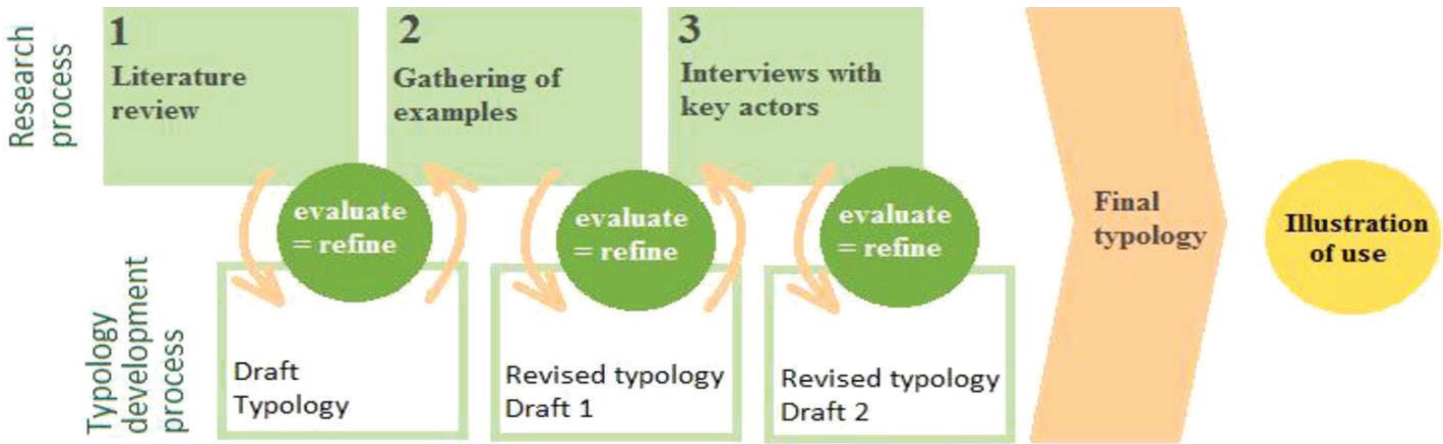 Research
process
1
Literature
review
2
Gathering of
examples
3
Interviews with
key actors
evaluate
= refine
evaluate
= refine
evaluate
= refine
Typology
development
process
Draft
Typology
Revised typology
Draft 1
Revised typology
Draft 2
Final
typology
Illustration
of use